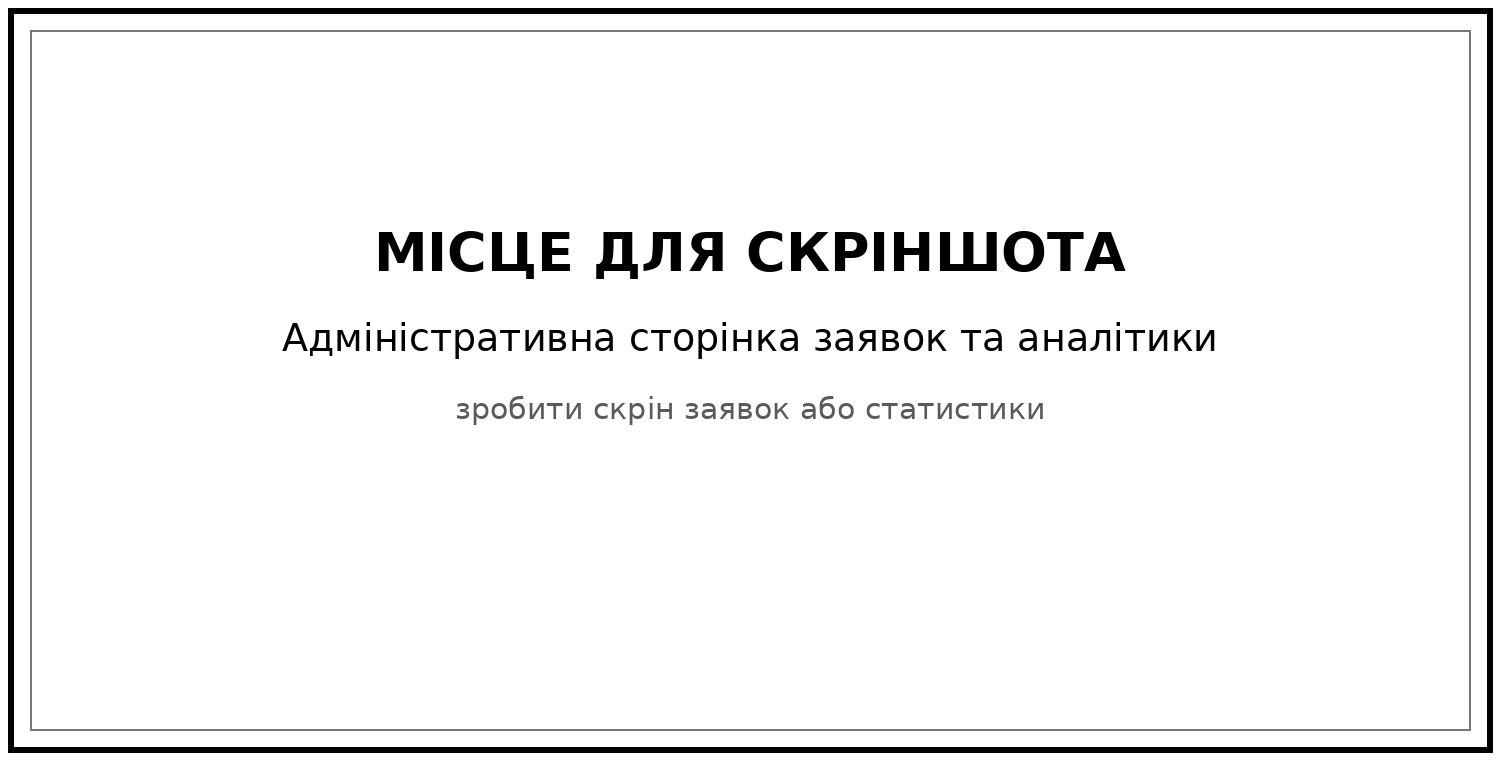 МІСЦЕ ДЛЯ СКРІНШОТА
Адміністративна сторінка заявок та аналітики
зробити скрін заявок або статистики